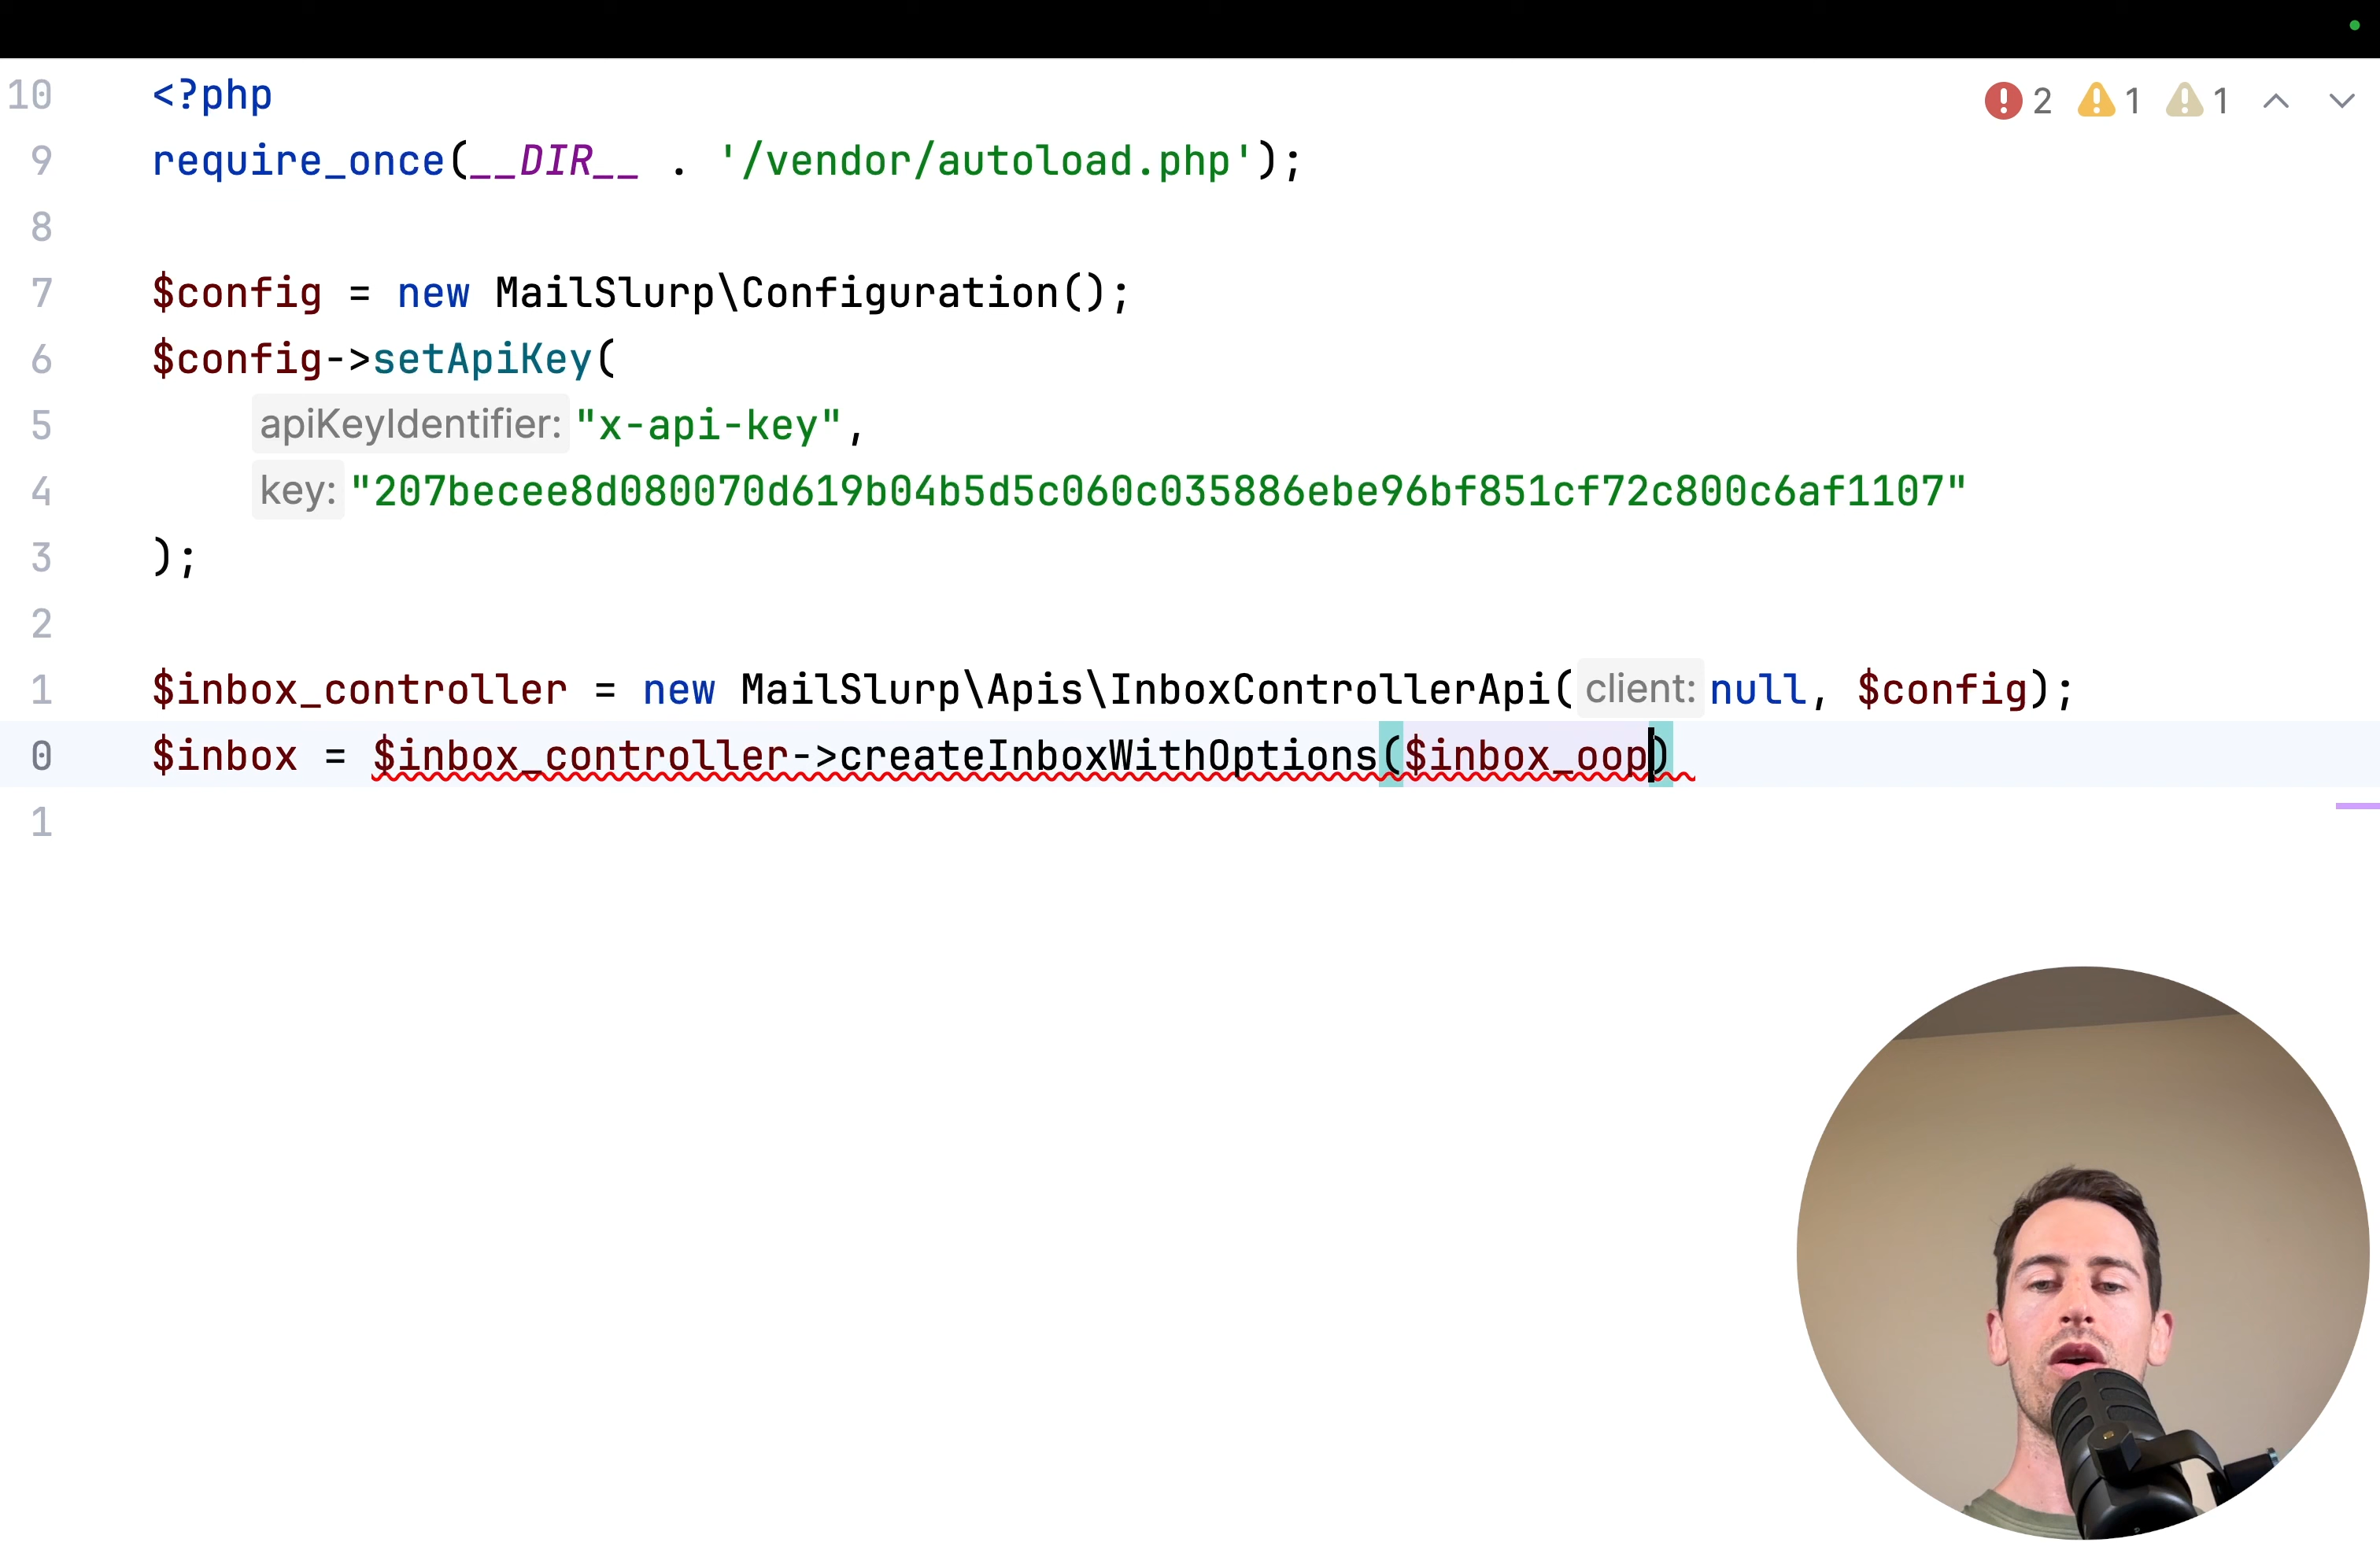 10 <?php 2 1 1
9 require_once(__DIR__ . '/vendor/autoload.php');
8
7 $config = new MailSlurp\Configuration();
6 $config->setApiKey(
5 apiKeyIdentifier: "x-api-key",
4 key: "207becee8d080070d619b04b5d5c060c035886ebe96bf851cf72c800c6af1107"
3 );
2
1 $inbox_controller = new MailSlurp\Apis\InboxControllerApi( client: null, $config);
0 $inbox = $inbox_controller->createInboxWithOptions($inbox_oop)
1